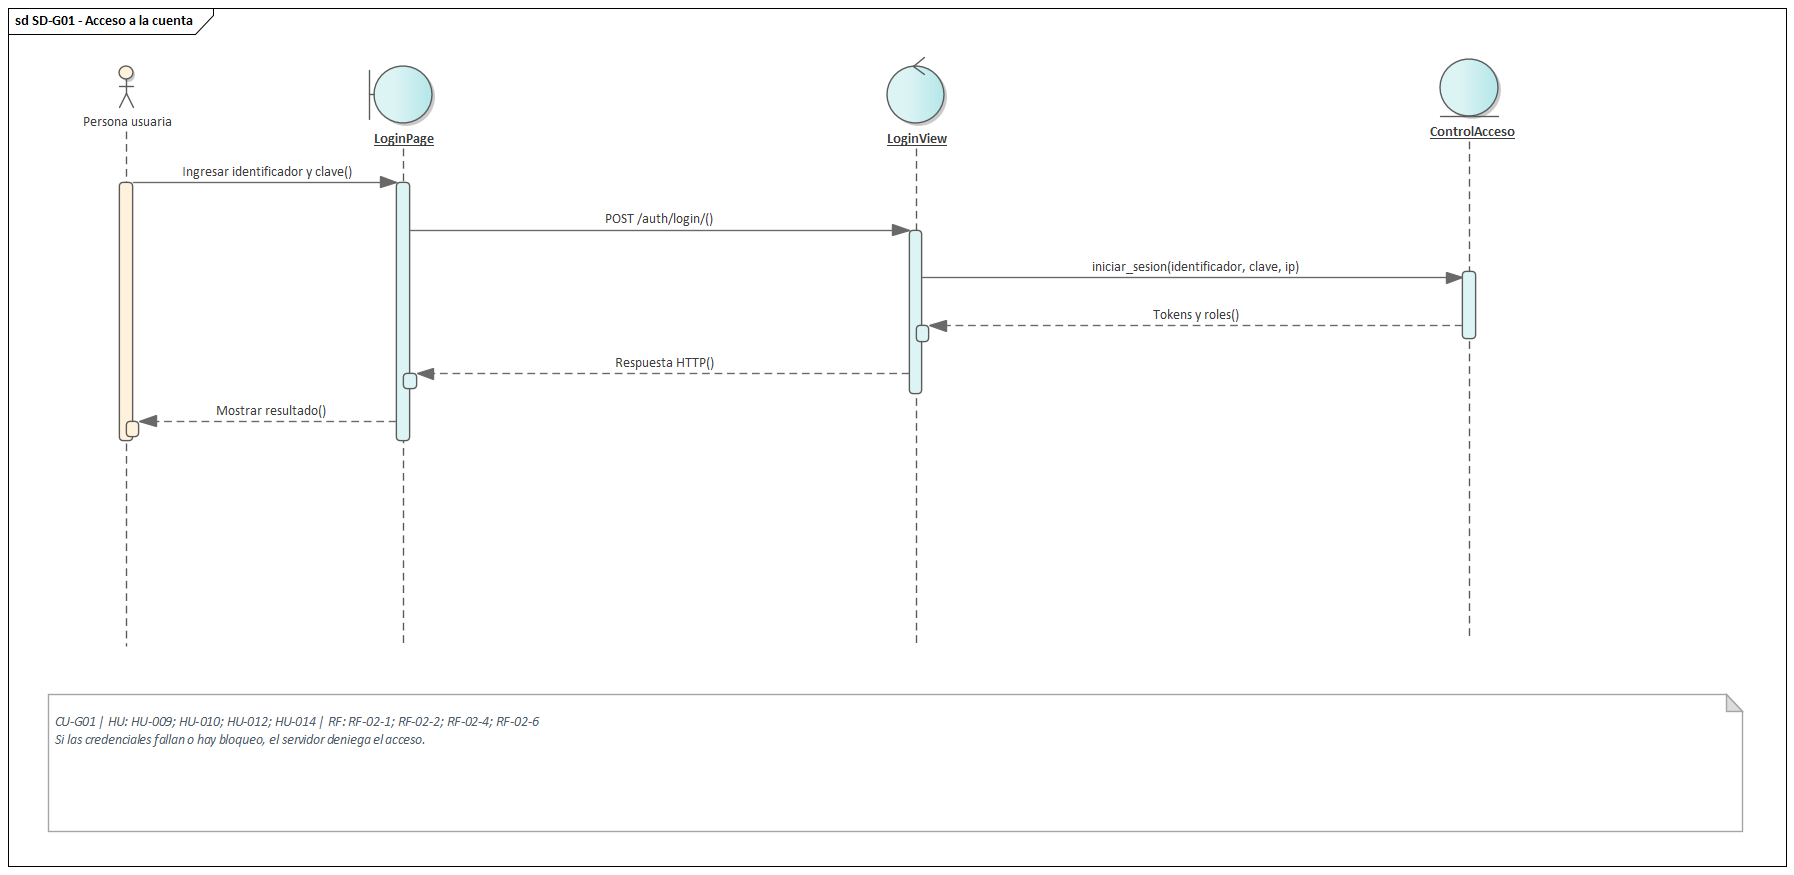 sd SD-G01 - Acceso a la cuenta
Persona usuaria
LoginPage
LoginView
ControlAcceso
Ingresar identificador y clave()
POST /auth/login/()
iniciar_sesion(identificador, clave, ip)
Tokens y roles()
Respuesta HTTP()
Mostrar resultado()
CU-G01 | HU: HU-009; HU-010; HU-012; HU-014 | RF: RF-02-1; RF-02-2; RF-02-4; RF-02-6
Si las credenciales fallan o hay bloqueo, el servidor deniega el acceso.